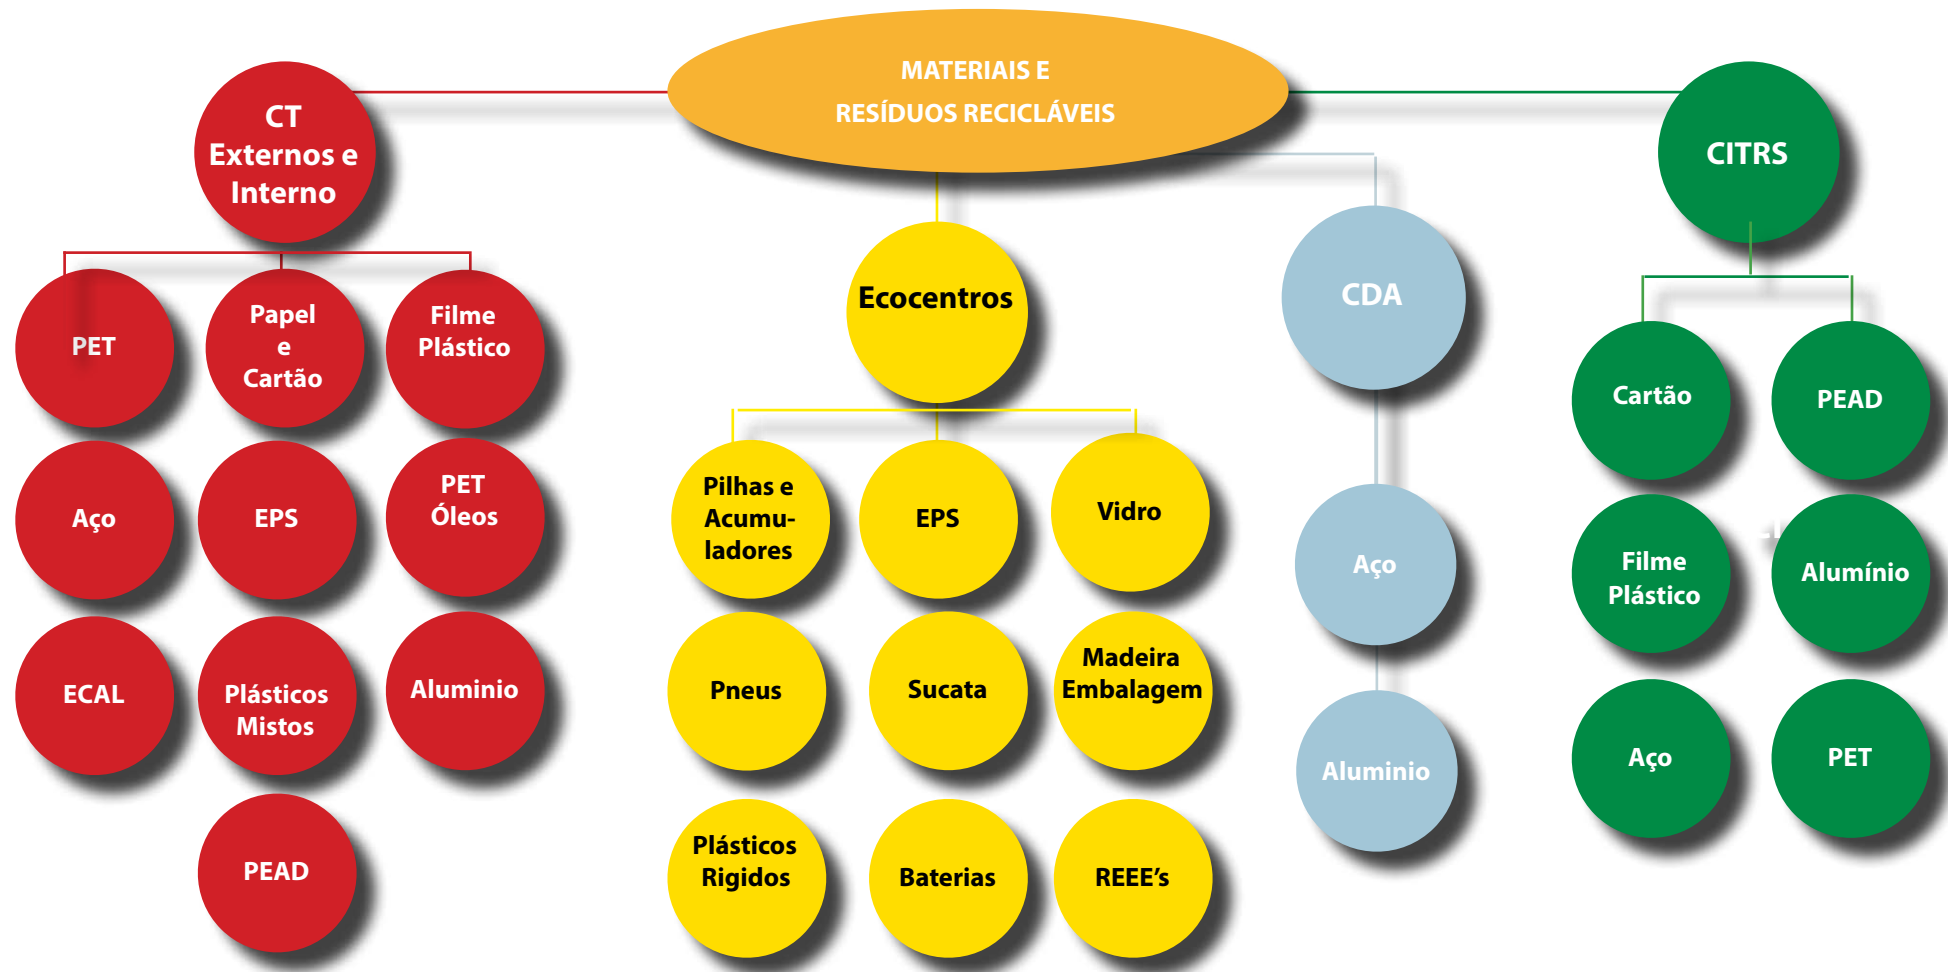 MATERIAIS E
RESÍDUOS RECICLÁVEIS
CT
Externos e
Interno
PET
Papel
e
Cartão
Filme
Plástico
Aço
EPS
PET
Óleos
ECAL
Plásticos
Mistos
Aluminio
PEAD
Ecocentros
Pilhas e
Acumu-
ladores
EPS
Vidro
Pneus
Sucata
Madeira
Embalagem
Plásticos
Rigidos
Baterias
REEE's
CDA
Aço
Aluminio
CITRS
Cartão
PEAD
Filme
Plástico
Alumínio
Aço
PET